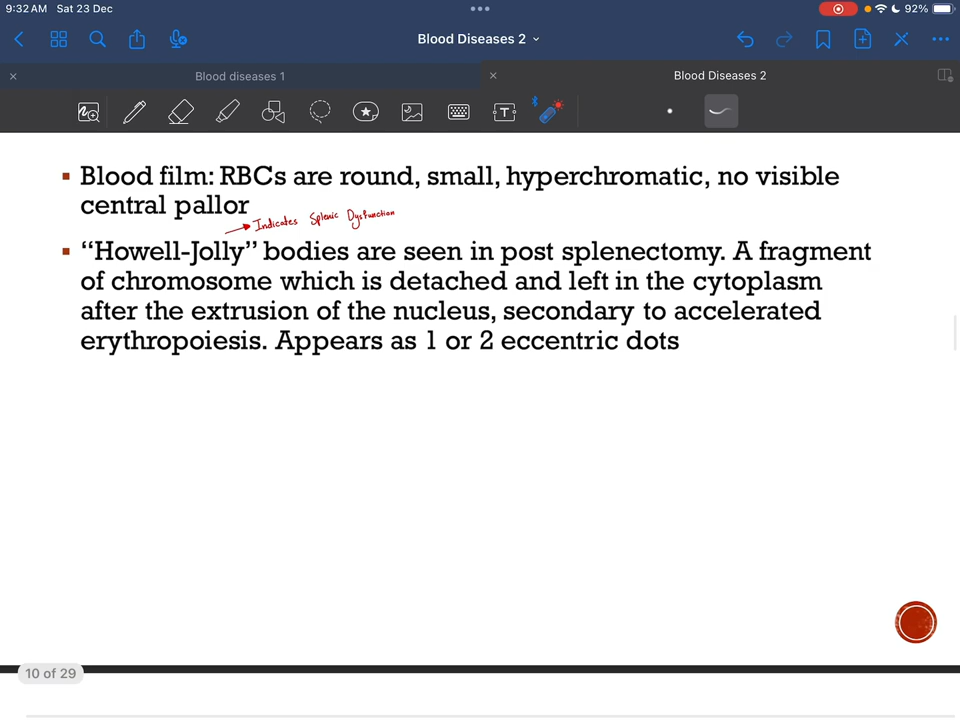 9:32 AM Sat 23 Dec
92%
Blood Diseases 2
Blood diseases 1
Blood Diseases 2
▪ Blood film: RBCs are round, small, hyperchromatic, no visible
central pallor
→ Indicates Splenic Dysfunction
▪ “Howell-Jolly” bodies are seen in post splenectomy. A fragment
of chromosome which is detached and left in the cytoplasm
after the extrusion of the nucleus, secondary to accelerated
erythropoiesis. Appears as 1 or 2 eccentric dots
10 of 29